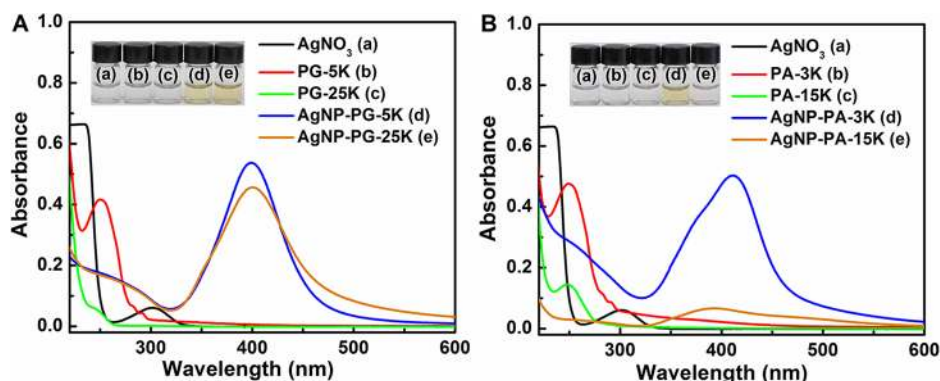 A
(a) (b) (c) (d) (e)
AgNO₃ (a)
PG-5K (b)
PG-25K (c)
AgNP-PG-5K (d)
AgNP-PG-25K (e)
Absorbance
1.0
0.8
0.6
0.4
0.2
0.0
300 400 500 600
Wavelength (nm)
B
(a) (b) (c) (d) (e)
AgNO₃ (a)
PA-3K (b)
PA-15K (c)
AgNP-PA-3K (d)
AgNP-PA-15K (e)
Absorbance
1.0
0.8
0.6
0.4
0.2
0.0
300 400 500 600
Wavelength (nm)